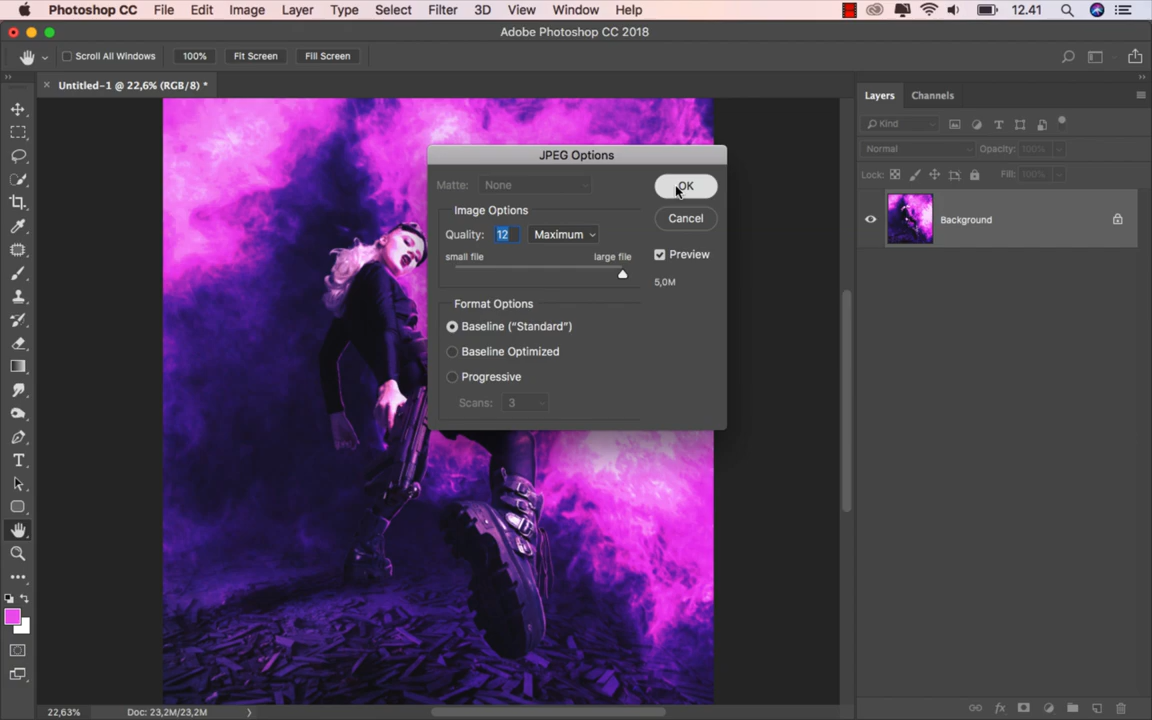 Photoshop CC File Edit Image Layer Type Select Filter 3D View Window Help 12.41
Adobe Photoshop CC 2018
Scroll All Windows 100% Fit Screen Fill Screen
× Untitled-1 @ 22,6% (RGB/8) *
Layers Channels
Kind
Normal Opacity: 100%
Lock: Fill: 100%
Background
JPEG Options
Matte: None OK
Image Options
Cancel
Quality: 12 Maximum
small file large file Preview
5,0M
Format Options
Baseline (“Standard”)
Baseline Optimized
Progressive
Scans: 3
22,63% Doc: 23,2M/23,2M